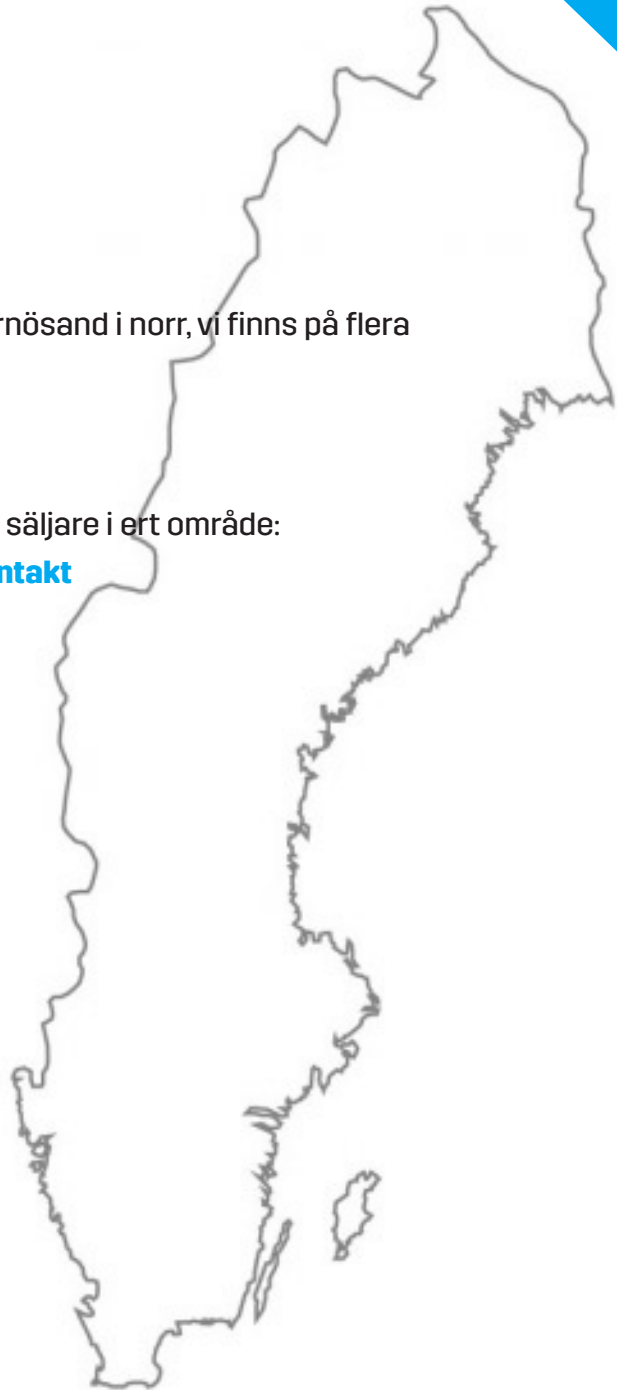 rnösand i norr, vi finns på flera
säljare i ert område:
ntakt